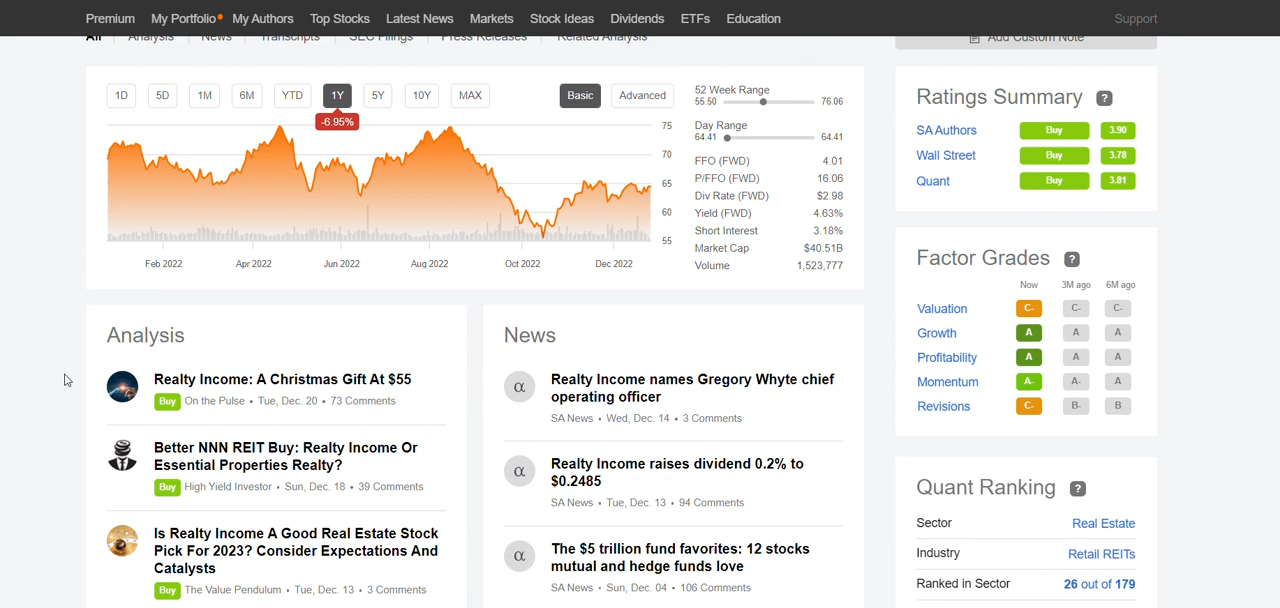 Premium My Portfolio My Authors Top Stocks Latest News Markets Stock Ideas Dividends ETFs Education Support
All Analysis News Transcripts SEC Filings Press Releases Related Analysis
Add Custom Note
1D 5D 1M 6M YTD 1Y 5Y 10Y MAX Basic Advanced
-6.95%
75
70
65
60
55
Feb 2022 Apr 2022 Jun 2022 Aug 2022 Oct 2022 Dec 2022
52 Week Range
55.50 76.06
Day Range
64.41 64.41
FFO (FWD) 4.01
P/FFO (FWD) 16.06
Div Rate (FWD) $2.98
Yield (FWD) 4.63%
Short Interest 3.18%
Market Cap $40.51B
Volume 1,523,777
Analysis
Realty Income: A Christmas Gift At $55
Buy On the Pulse • Tue, Dec. 20 • 73 Comments
Better NNN REIT Buy: Realty Income Or
Essential Properties Realty?
Buy High Yield Investor • Sun, Dec. 18 • 39 Comments
Is Realty Income A Good Real Estate Stock
Pick For 2023? Consider Expectations And
Catalysts
Buy The Value Pendulum • Tue, Dec. 13 • 3 Comments
News
α
Realty Income names Gregory Whyte chief
operating officer
SA News • Wed, Dec. 14 • 3 Comments
α
Realty Income raises dividend 0.2% to
$0.2485
SA News • Tue, Dec. 13 • 94 Comments
α
The $5 trillion fund favorites: 12 stocks
mutual and hedge funds love
SA News • Sun, Dec. 04 • 106 Comments
Ratings Summary ?
SA Authors Buy 3.90
Wall Street Buy 3.78
Quant Buy 3.81
Factor Grades ?
Now 3M ago 6M ago
Valuation C- C- C-
Growth A A A
Profitability A A A
Momentum A- A- A
Revisions C- B- B
Quant Ranking ?
Sector Real Estate
Industry Retail REITs
Ranked in Sector 26 out of 179